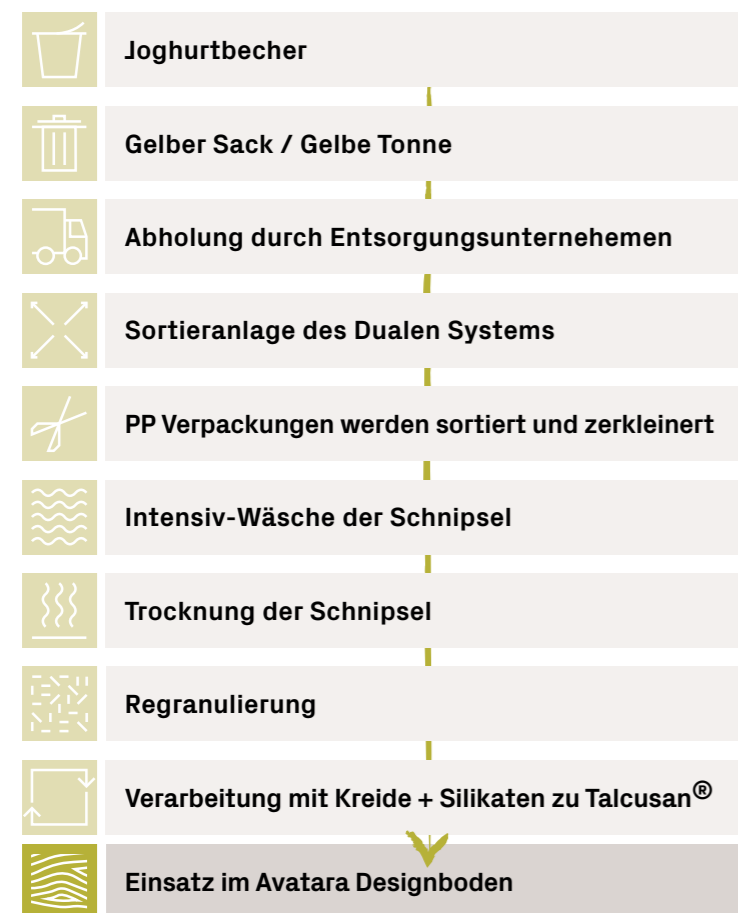 Joghurtbecher
Gelber Sack / Gelbe Tonne
Abholung durch Entsorgungsunternehemen
Sortieranlage des Dualen Systems
PP Verpackungen werden sortiert und zerkleinert
Intensiv-Wäsche der Schnipsel
Trocknung der Schnipsel
Regranulierung
Verarbeitung mit Kreide + Silikaten zu Talcusan®
Einsatz im Avatara Designboden